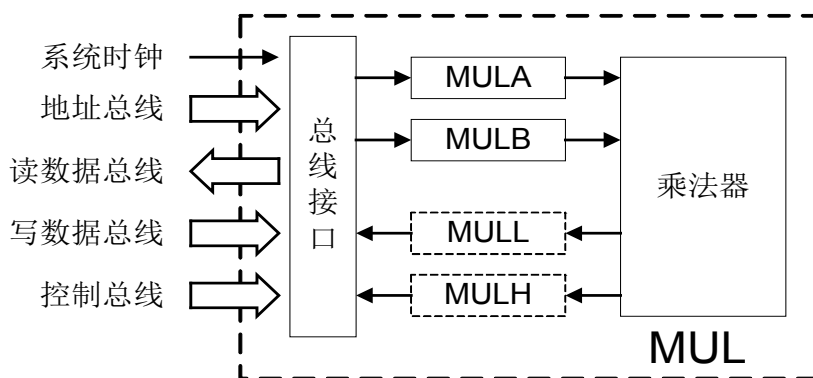 系统时钟
地址总线
读数据总线
写数据总线
控制总线
总线接口
MULA
MULB
MULL
MULH
乘法器
MUL